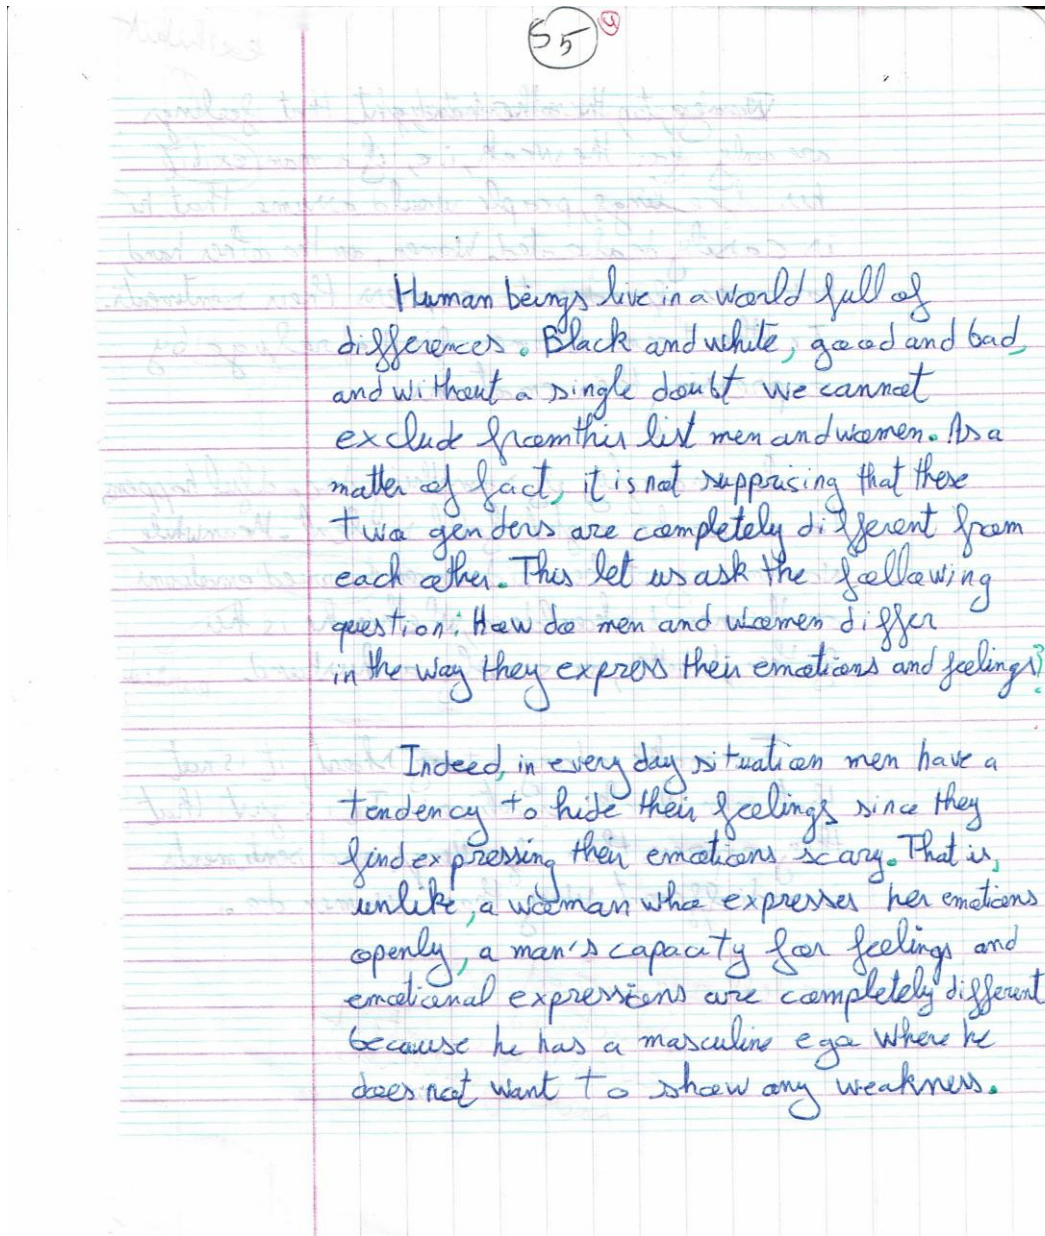 S5
4
Human beings live in a world full of
differences. Black and white, good and bad,
and without a single doubt we cannot
exclude from this list men and women. As a
matter of fact, it is not supprising that these
two genders are completely different from
each other. This let us ask the following
question: How do men and women differ
in the way they express their emotions and feelings?
Indeed, in every day situation men have a
tendency to hide their feelings since they
find expressing their emotions scary. That is,
unlike, a woman who expresses her emotions
openly, a man's capacity for feelings and
emotional expressions are completely different
because he has a masculine ego where he
does not want to show any weakness.